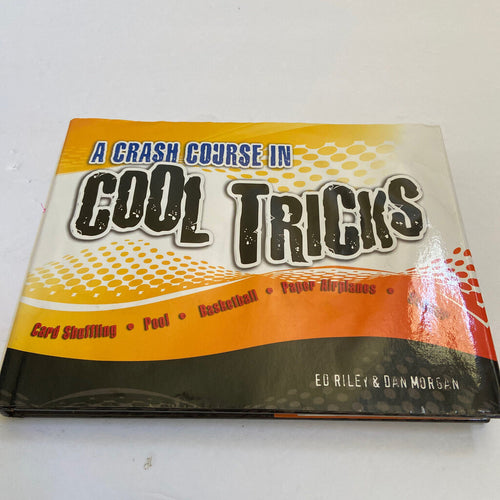 A CRASH COURSE IN
COOL TRICKS
Card Shuffling • Pool • Basketball • Paper Airplanes •
ED RILEY & DAN MORGAN